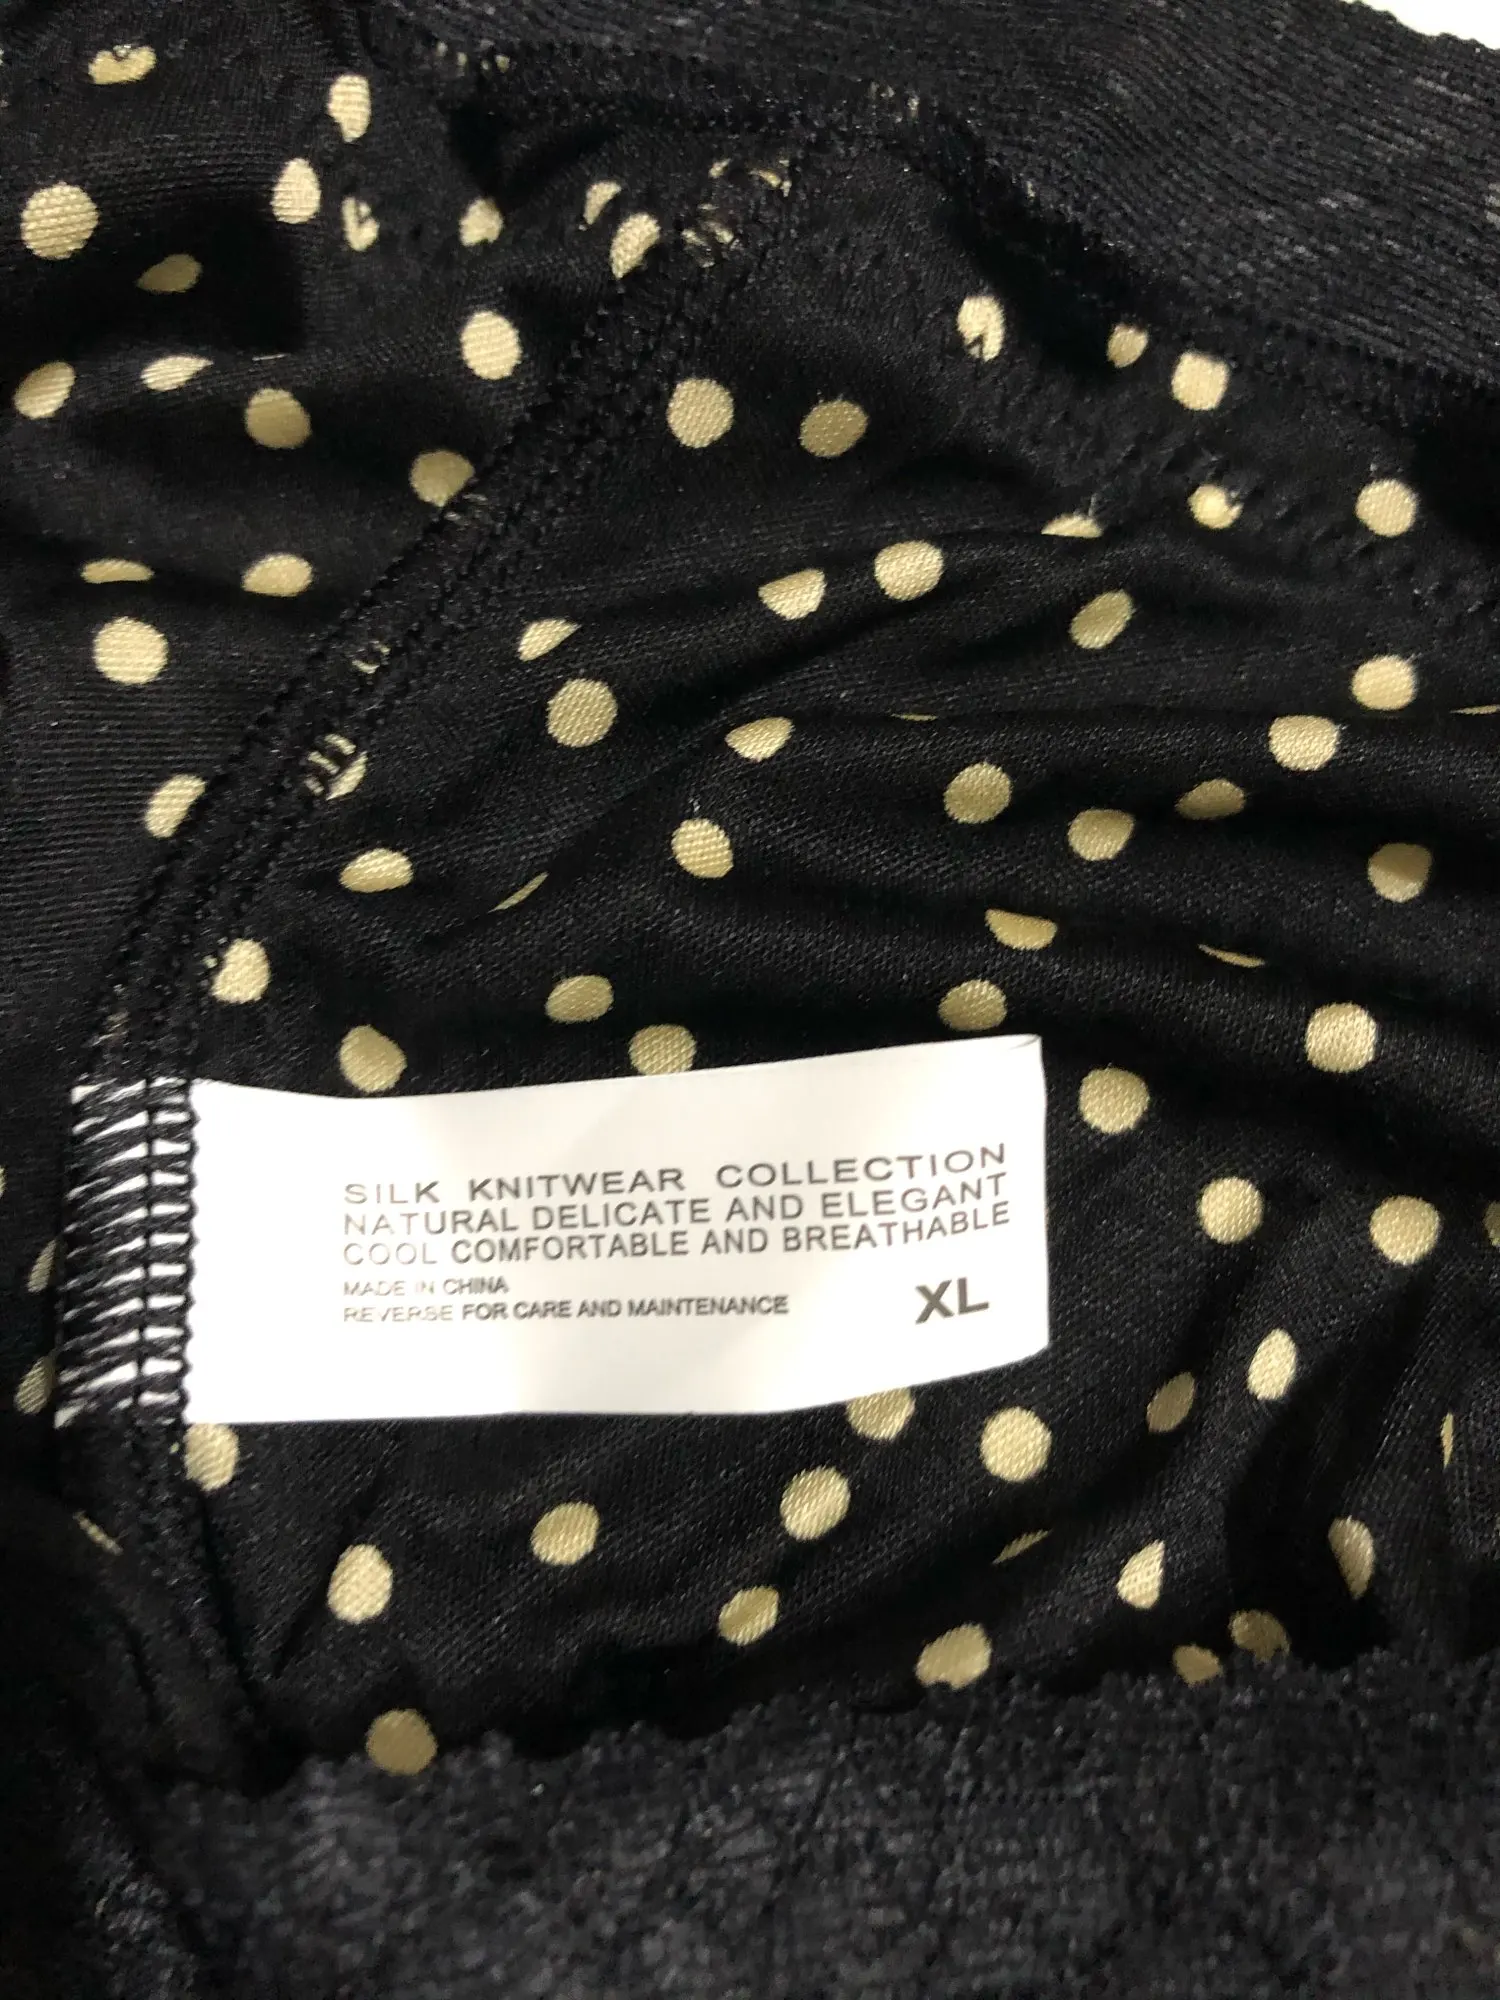 SILK KNITWEAR COLLECTION
NATURAL DELICATE AND ELEGANT
COOL COMFORTABLE AND BREATHABLE
MADE IN CHINA
REVERSE FOR CARE AND MAINTENANCE XL